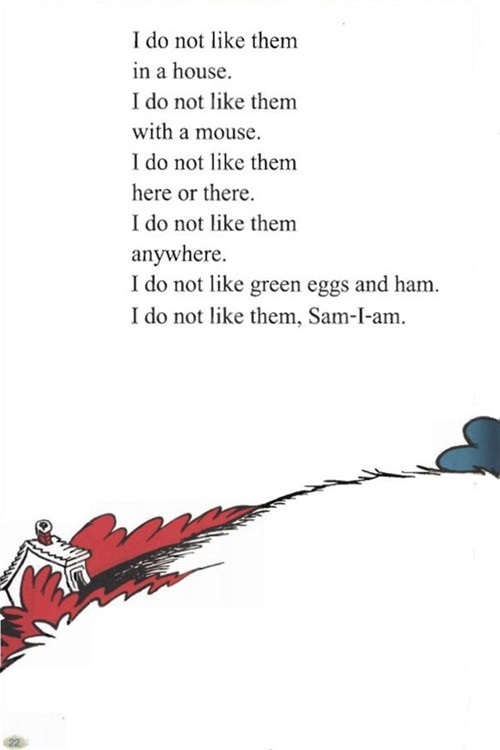 I do not like them
in a house.
I do not like them
with a mouse.
I do not like them
here or there.
I do not like them
anywhere.
I do not like green eggs and ham.
I do not like them, Sam-I-am.
22